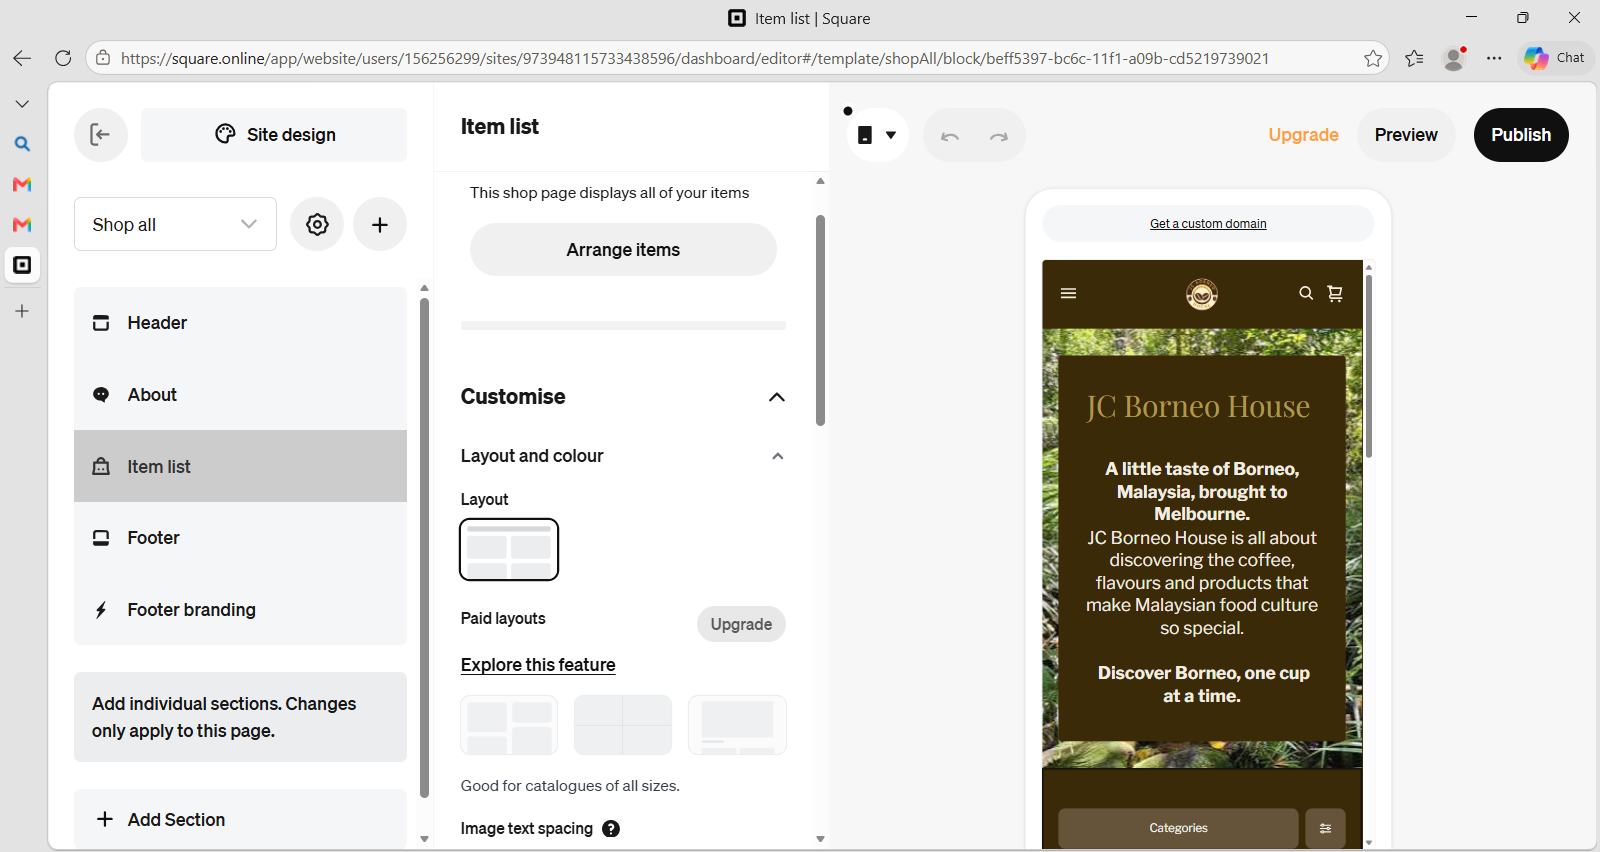 Item list | Square
https://square.online/app/website/users/156256299/sites/973948115733438596/dashboard/editor#/template/shopAll/block/beff5397-bc6c-11f1-a09b-cd5219739021
Chat
Site design
Shop all
Header
About
Item list
Footer
Footer branding
Add individual sections. Changes
only apply to this page.
Add Section
Item list
This shop page displays all of your items
Arrange items
Customise
Layout and colour
Layout
Paid layouts
Upgrade
Explore this feature
Good for catalogues of all sizes.
Image text spacing
Upgrade
Preview
Publish
Get a custom domain
JC Borneo House
A little taste of Borneo,
Malaysia, brought to
Melbourne.
JC Borneo House is all about
discovering the coffee,
flavours and products that
make Malaysian food culture
so special.
Discover Borneo, one cup
at a time.
Categories